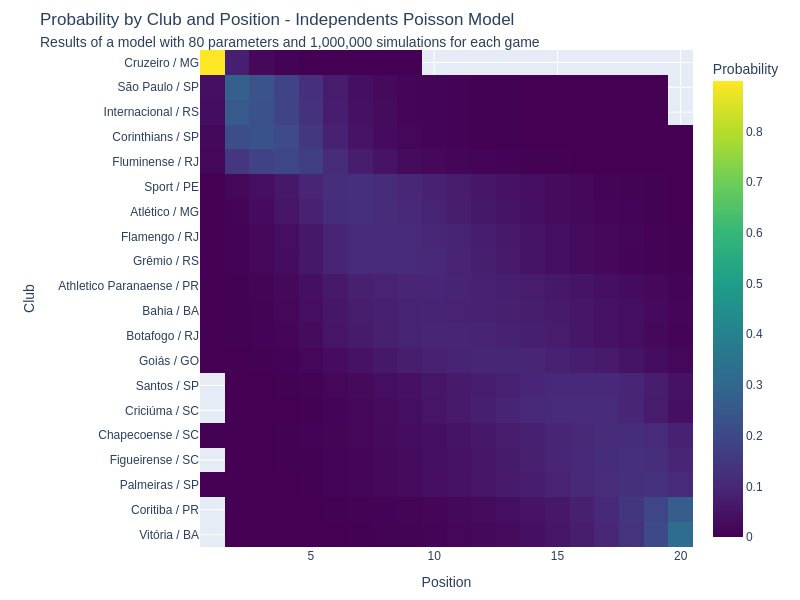 Probability by Club and Position - Independents Poisson Model
Results of a model with 80 parameters and 1,000,000 simulations for each game
Probability
Cruzeiro / MG
São Paulo / SP
Internacional / RS
Corinthians / SP
Fluminense / RJ
Sport / PE
Atlético / MG
Flamengo / RJ
Grêmio / RS
Athletico Paranaense / PR
Bahia / BA
Botafogo / RJ
Goiás / GO
Santos / SP
Criciúma / SC
Chapecoense / SC
Figueirense / SC
Palmeiras / SP
Coritiba / PR
Vitória / BA
Club
5
10
15
20
Position
0.8
0.7
0.6
0.5
0.4
0.3
0.2
0.1
0